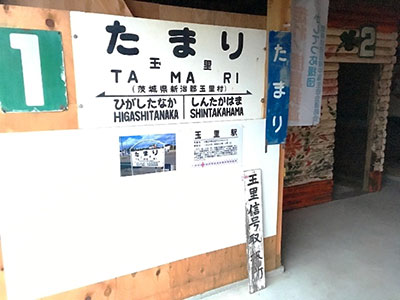 1
たまり
玉里
TA MA RI
(茨城県新治郡玉里村)
ひがしたなか
しんたかはま
HIGASHITANAKA
SHINTAKAHAMA
たまり
2
玉里駅
玉里信号取扱所